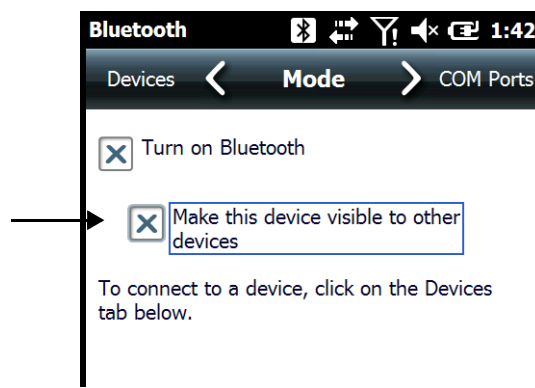 Bluetooth 1:42
Devices Mode COM Ports
Turn on Bluetooth
Make this device visible to other
devices
To connect to a device, click on the Devices
tab below.